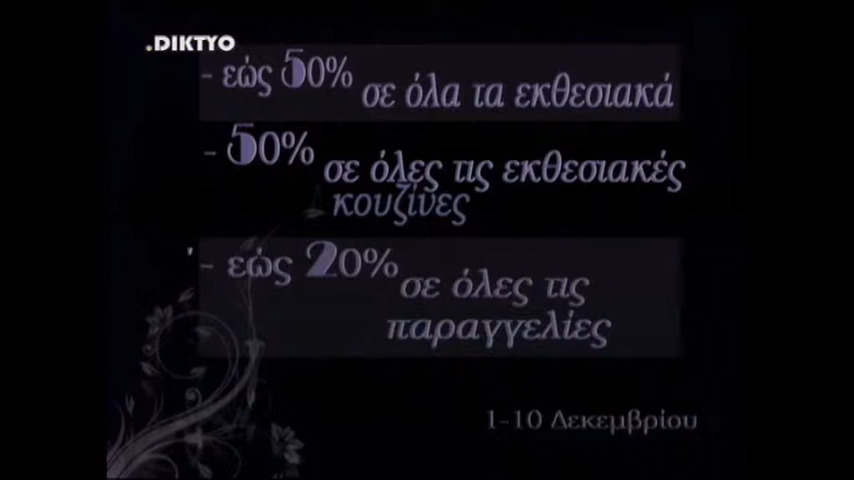 .ΔΙΚΤΥΟ
- εώς 50% σε όλα τα εκθεσιακά
- 50% σε όλες τις εκθεσιακές
κουζίνες
- εώς 20% σε όλες τις
παραγγελίες
1-10 Δεκεμβρίου